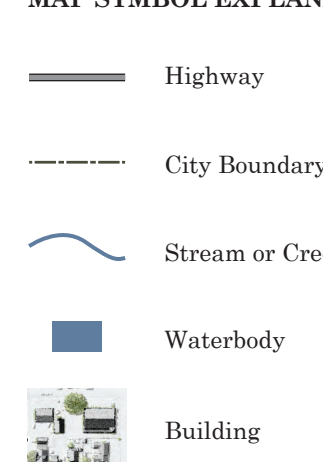 MAP SYMBOL EXPLAN
Highway
City Boundary
Stream or Cre
Waterbody
Building